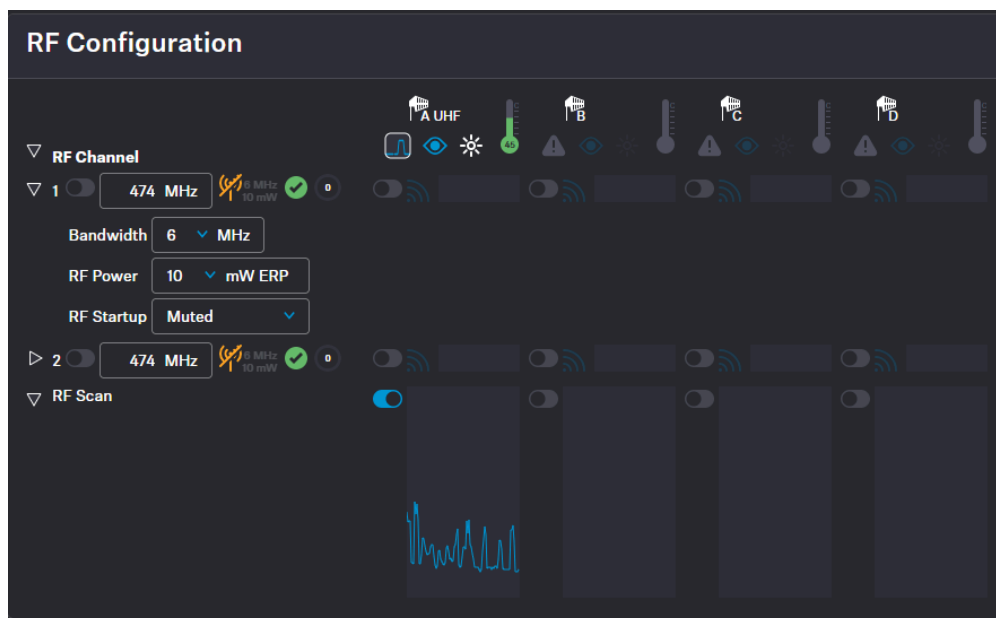 RF Configuration
A UHF
B
C
D
45
RF Channel
1 474 MHz 6 MHz 10 mW 0
Bandwidth 6 MHz
RF Power 10 mW ERP
RF Startup Muted
2 474 MHz 6 MHz 10 mW 0
RF Scan